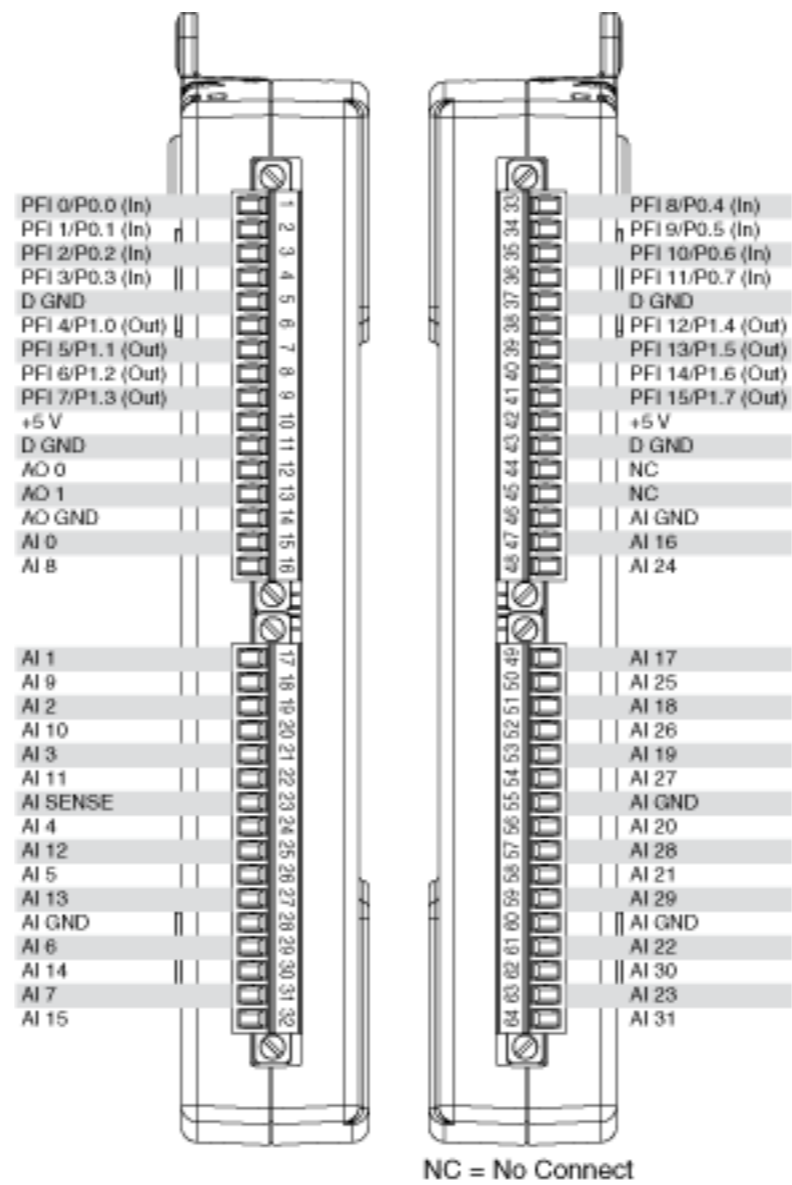 PFI 0/P0.0 (In) 1
PFI 1/P0.1 (In) 2
PFI 2/P0.2 (In) 3
PFI 3/P0.3 (In) 4
D GND 5
PFI 4/P1.0 (Out) 6
PFI 5/P1.1 (Out) 7
PFI 6/P1.2 (Out) 8
PFI 7/P1.3 (Out) 9
+5 V 10
D GND 11
AO 0 12
AO 1 13
AO GND 14
AI 0 15
AI 8 16
AI 1 17
AI 9 18
AI 2 19
AI 10 20
AI 3 21
AI 11 22
AI SENSE 23
AI 4 24
AI 12 25
AI 5 26
AI 13 27
AI GND 28
AI 6 29
AI 14 30
AI 7 31
AI 15 32
33 PFI 8/P0.4 (In)
34 PFI 9/P0.5 (In)
35 PFI 10/P0.6 (In)
36 PFI 11/P0.7 (In)
37 D GND
38 PFI 12/P1.4 (Out)
39 PFI 13/P1.5 (Out)
40 PFI 14/P1.6 (Out)
41 PFI 15/P1.7 (Out)
42 +5 V
43 D GND
44 NC
45 NC
46 AI GND
47 AI 16
48 AI 24
49 AI 17
50 AI 25
51 AI 18
52 AI 26
53 AI 19
54 AI 27
55 AI GND
56 AI 20
57 AI 28
58 AI 21
59 AI 29
60 AI GND
61 AI 22
62 AI 30
63 AI 23
64 AI 31
NC = No Connect